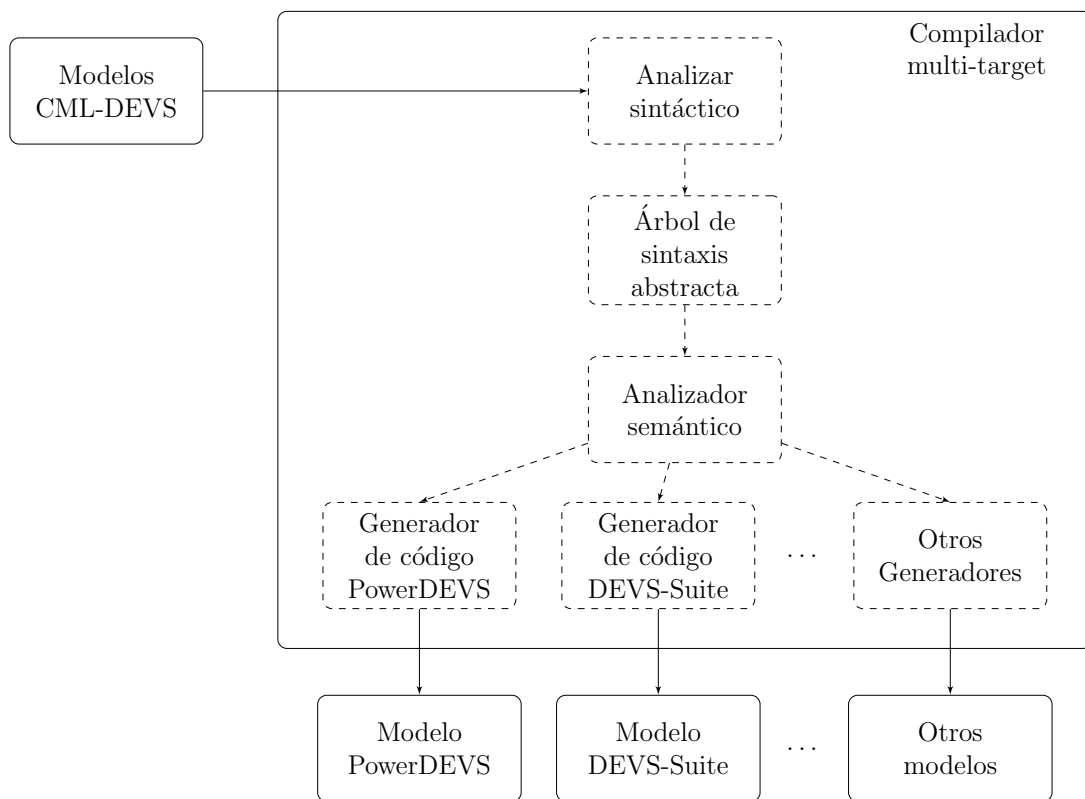 Compilador
multi-target
Modelos
CML-DEVS
Analizar
sintáctico
Árbol de
sintaxis
abstracta
Analizador
semántico
Generador
de código
PowerDEVS
Generador
de código
DEVS-Suite
...
Otros
Generadores
Modelo
PowerDEVS
Modelo
DEVS-Suite
...
Otros
modelos